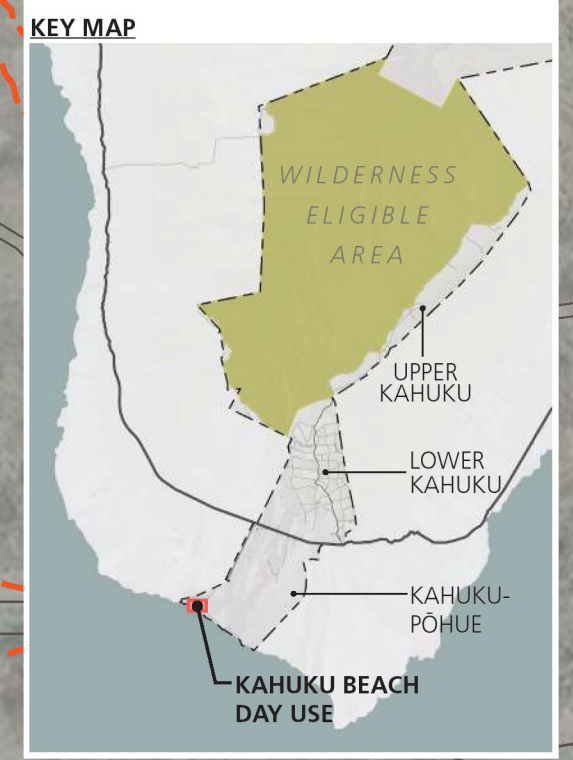 KEY MAP
WILDERNESS
ELIGIBLE
AREA
UPPER
KAHUKU
LOWER
KAHUKU
KAHUKU-
PŌHUE
KAHUKU BEACH
DAY USE